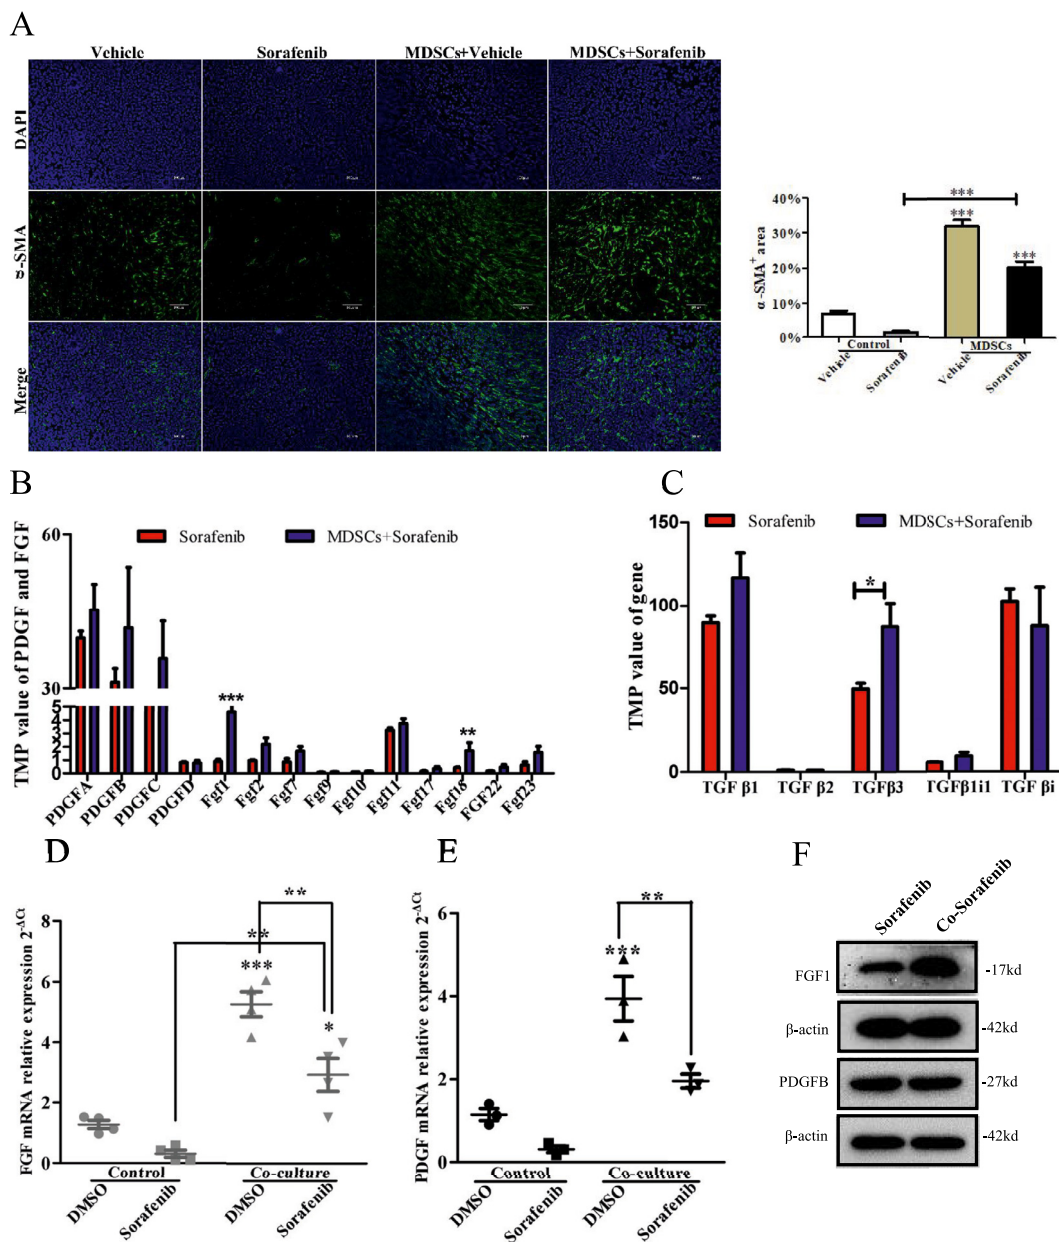 A
Vehicle Sorafenib MDSCs+Vehicle MDSCs+Sorafenib
DAPI
α-SMA
Merge
α-SMA+ area
40%
30%
20%
10%
0%
***
***
***
Control MDSCs
Vehicle Sorafenib Vehicle Sorafenib
B
Sorafenib MDSCs+Sorafenib
TMP value of PDGF and FGF
60
30
5
4
3
2
1
0
***
**
PDGFA PDGFB PDGFC PDGFD Fgf1 Fgf2 Fgf7 Fgf9 Fgf10 Fgf11 Fgf17 Fgf18 FGF22 Fgf23
C
Sorafenib MDSCs+Sorafenib
TMP value of gene
150
100
50
0
*
TGF β1 TGF β2 TGFβ3 TGFβ1i1 TGF βi
D
FGF mRNA relative expression 2-ΔCt
8
6
4
2
0
**
**
***
*
Control Co-culture
DMSO Sorafenib DMSO Sorafenib
E
PDGF mRNA relative expression 2-ΔCt
6
4
2
0
**
***
Control Co-culture
DMSO Sorafenib DMSO Sorafenib
F
Sorafenib Co-Sorafenib
FGF1 -17kd
β-actin -42kd
PDGFB -27kd
β-actin -42kd